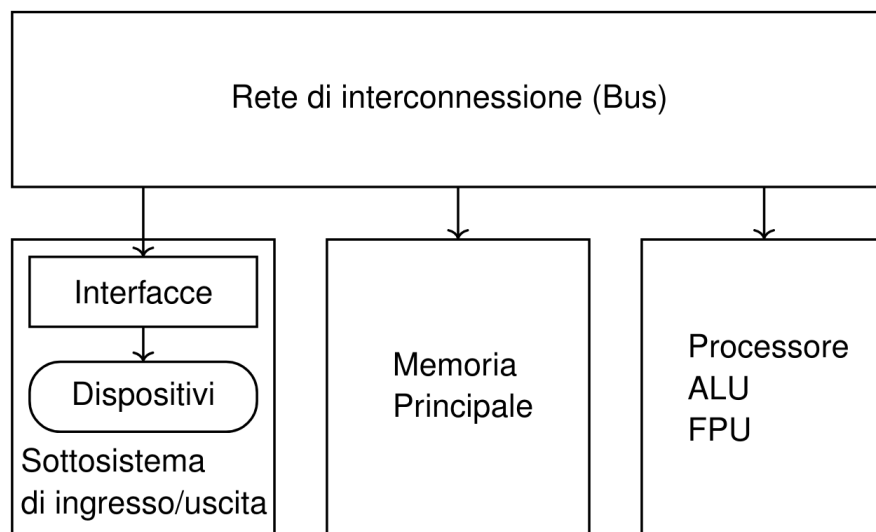 Rete di interconnessione (Bus)
Interfacce
Dispositivi
Sottosistema
di ingresso/uscita
Memoria
Principale
Processore
ALU
FPU